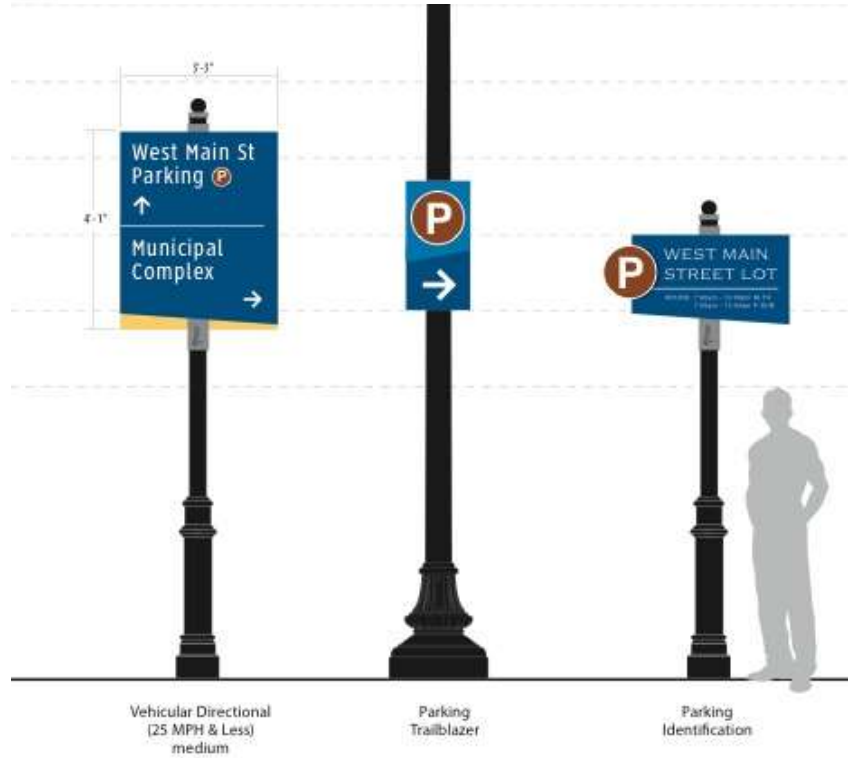 3'-3"
4'-1"
West Main St
Parking P
↑
Municipal
Complex
→
P
→
P
WEST MAIN
STREET LOT
Vehicular Directional
(25 MPH & Less)
medium
Parking
Trailblazer
Parking
Identification